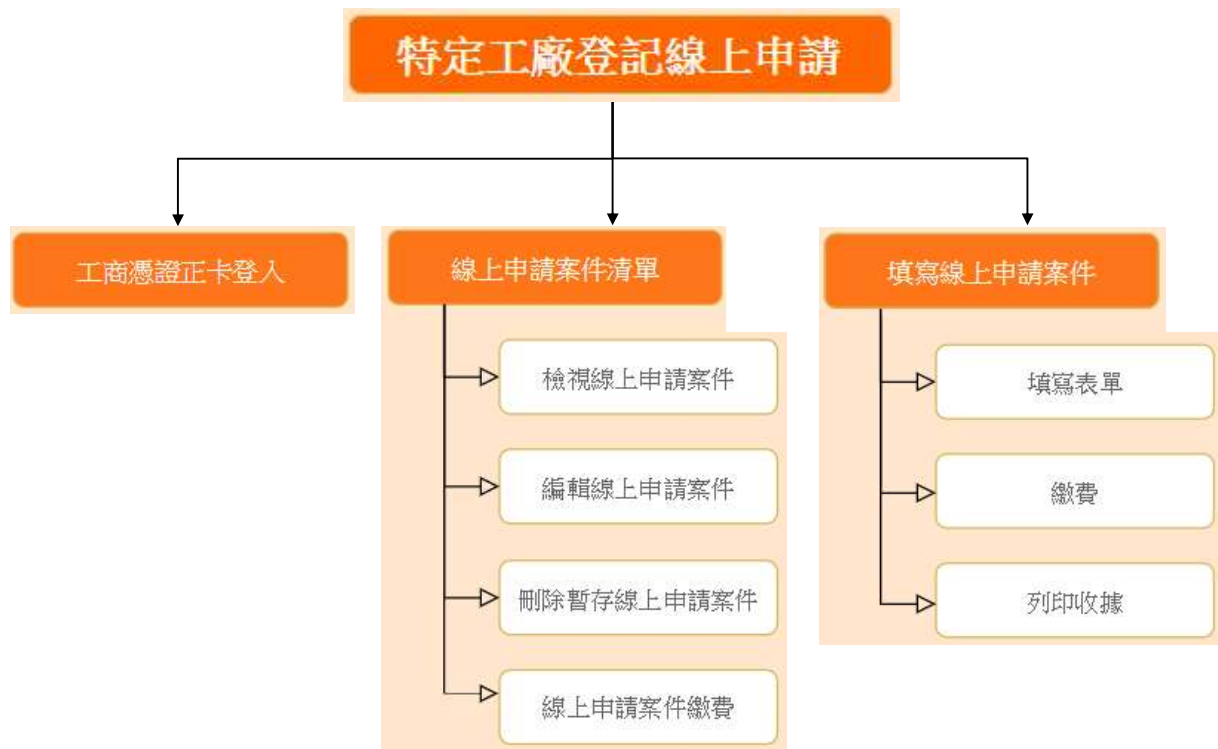 特定工廠登記線上申請
工商憑證正卡登入
線上申請案件清單
檢視線上申請案件
編輯線上申請案件
刪除暫存線上申請案件
線上申請案件繳費
填寫線上申請案件
填寫表單
繳費
列印收據